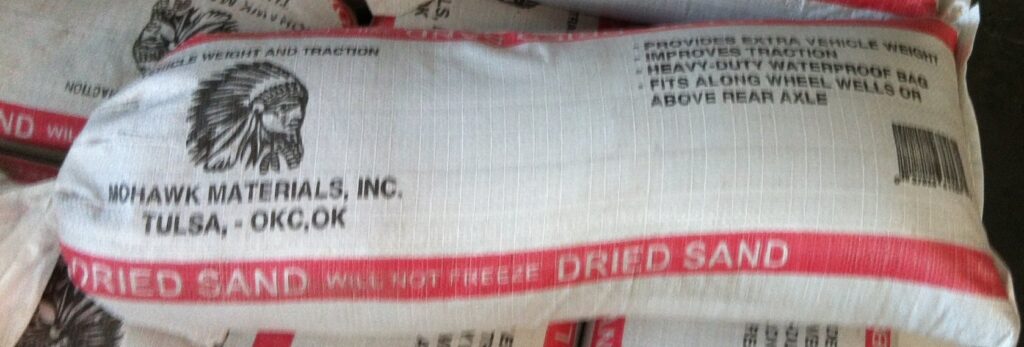 VEHICLE WEIGHT AND TRACTION
- PROVIDES EXTRA VEHICLE WEIGHT
- IMPROVES TRACTION
- HEAVY-DUTY WATERPROOF BAG
- FITS ALONG WHEEL WELLS OR
ABOVE REAR AXLE
MOHAWK MATERIALS, INC.
TULSA, - OKC,OK
DRIED SAND WILL NOT FREEZE DRIED SAND